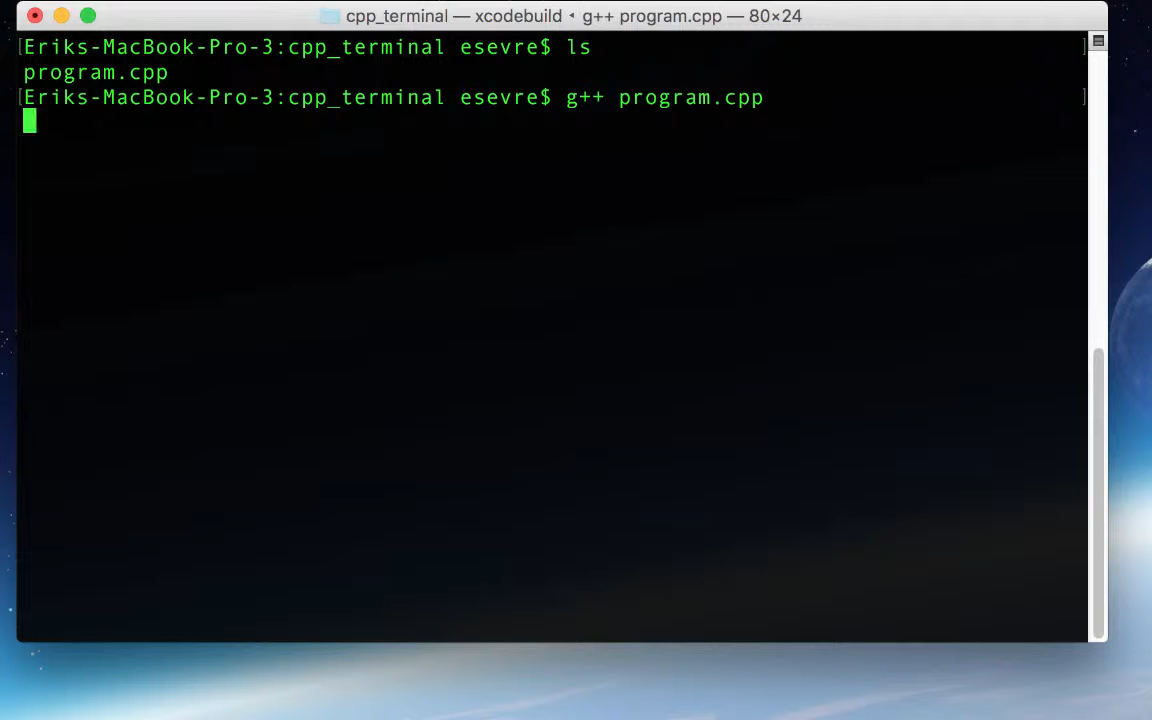 cpp_terminal — xcodebuild ◂ g++ program.cpp — 80×24
[Eriks-MacBook-Pro-3:cpp_terminal esevre$ ls ]
program.cpp
[Eriks-MacBook-Pro-3:cpp_terminal esevre$ g++ program.cpp ]